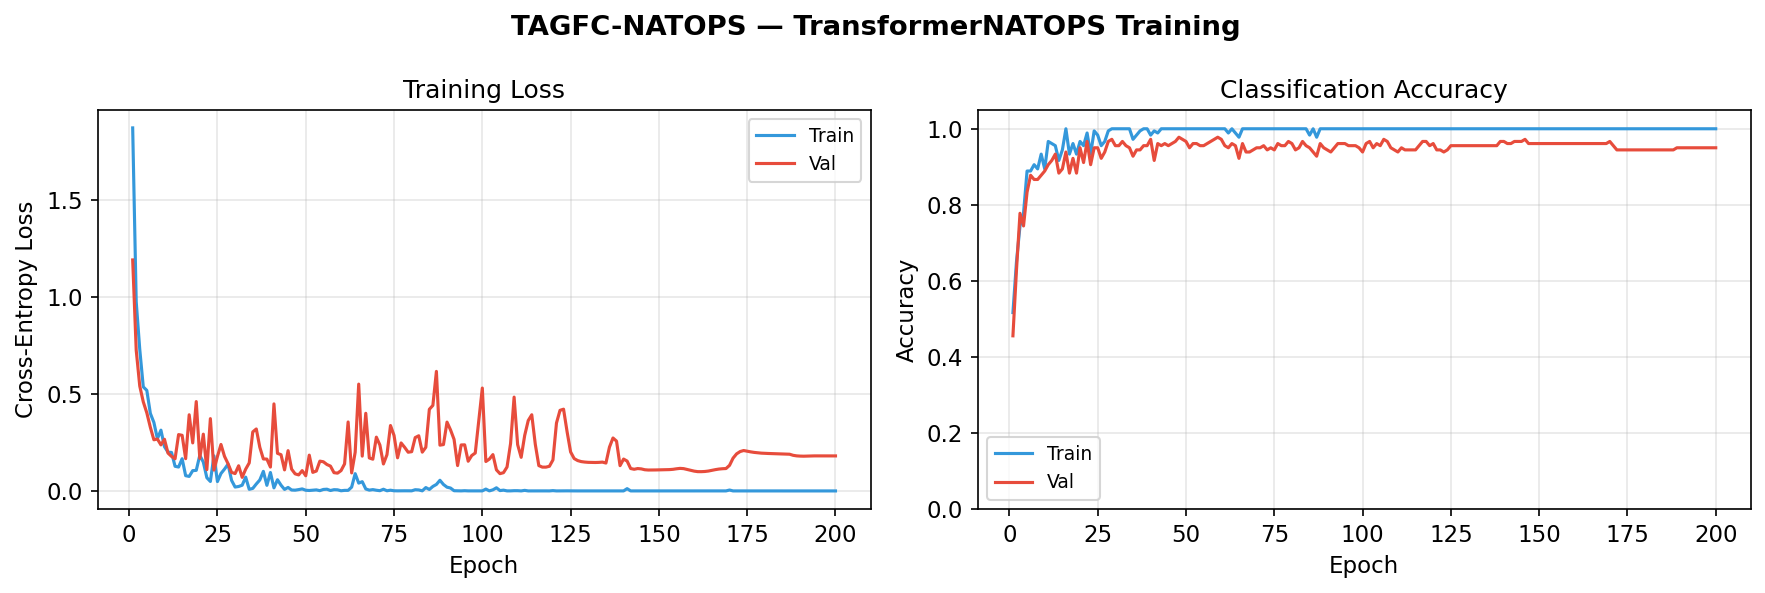 TAGFC-NATOPS — TransformerNATOPS Training
Training Loss
Cross-Entropy Loss
1.5
1.0
0.5
0.0
Train
Val
0 25 50 75 100 125 150 175 200
Epoch
Classification Accuracy
Accuracy
1.0
0.8
0.6
0.4
0.2
0.0
Train
Val
0 25 50 75 100 125 150 175 200
Epoch